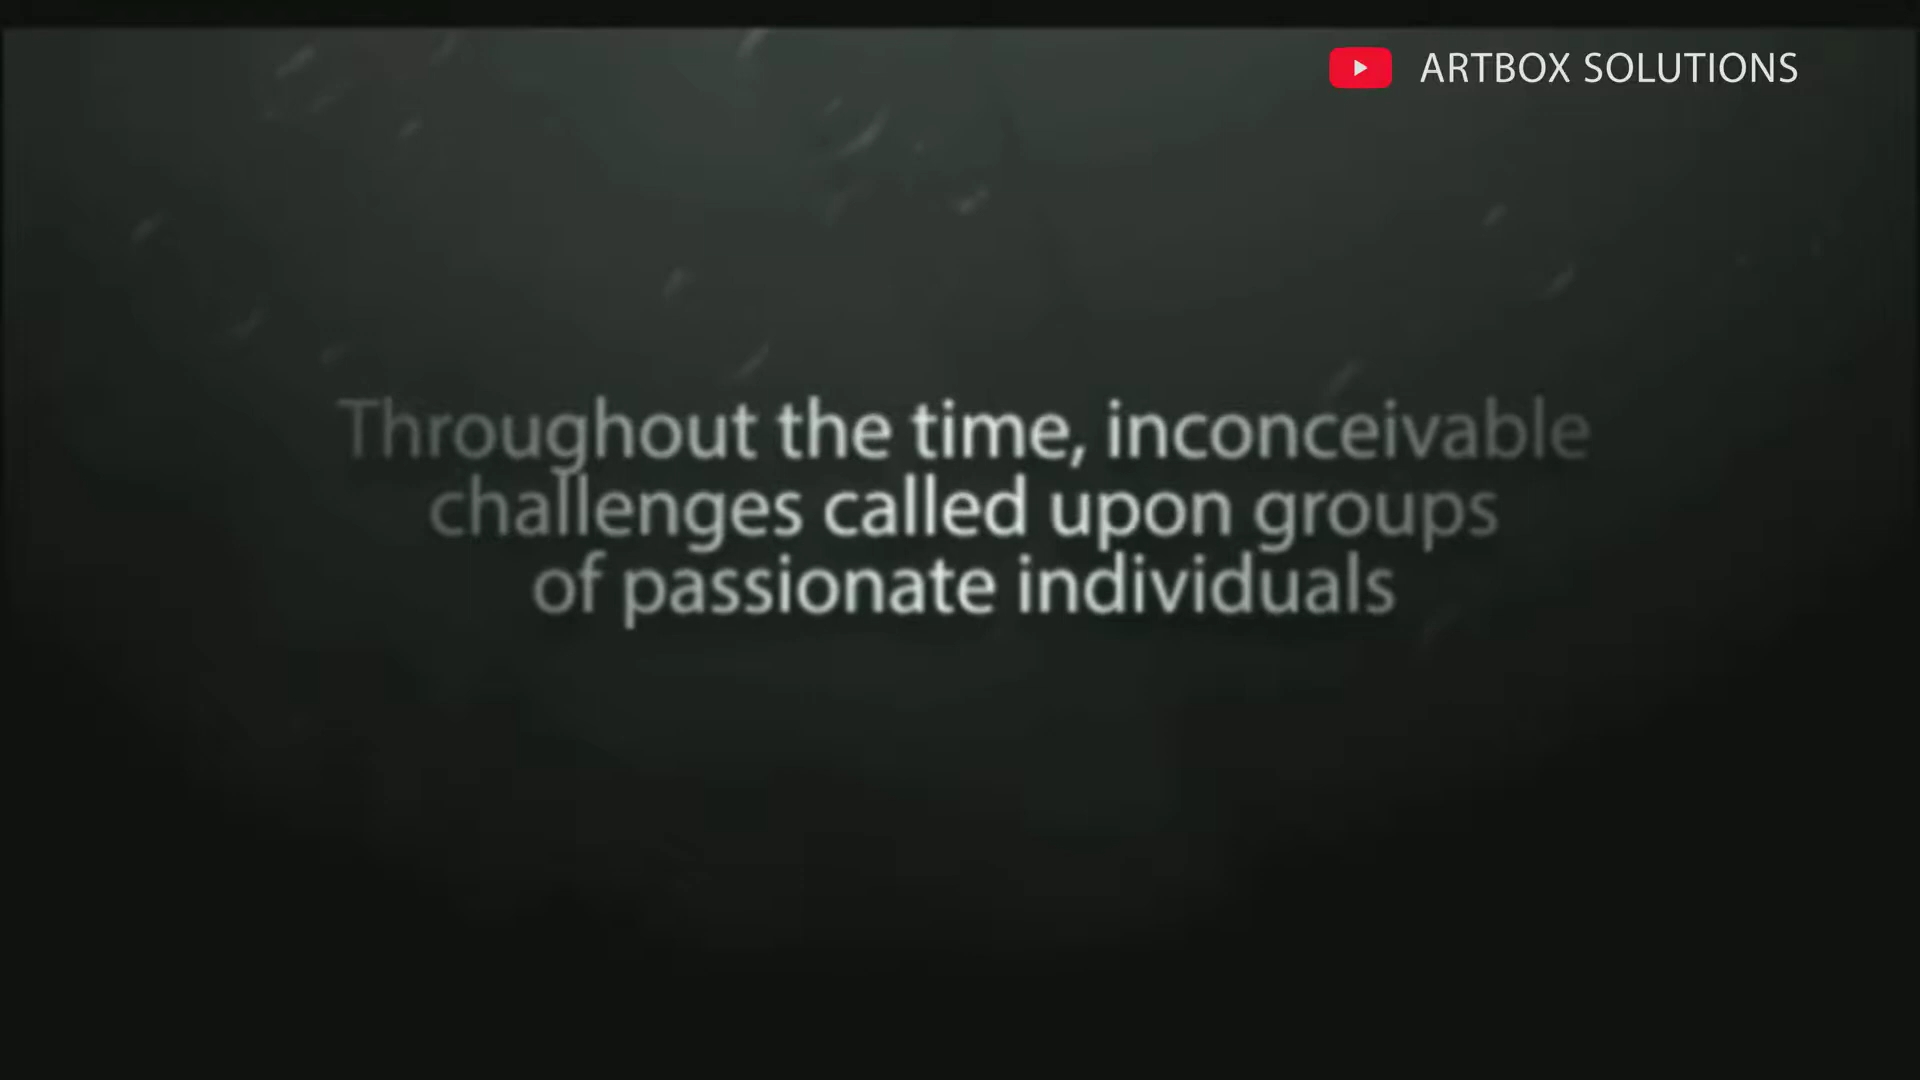 ARTBOX SOLUTIONS
Throughout the time, inconceivable
challenges called upon groups
of passionate individuals